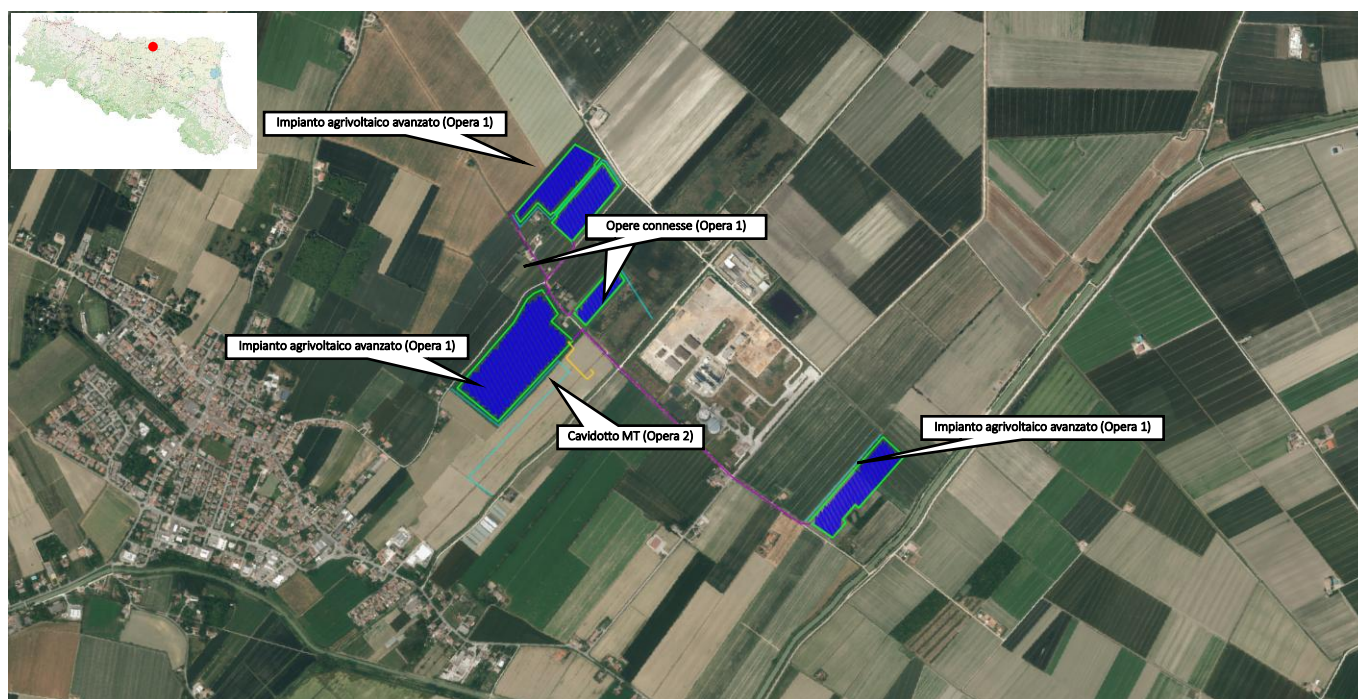 Impianto agrivoltaico avanzato (Opera 1)
Opere connesse (Opera 1)
Impianto agrivoltaico avanzato (Opera 1)
Impianto agrivoltaico avanzato (Opera 1)
Cavidotto MT (Opera 2)